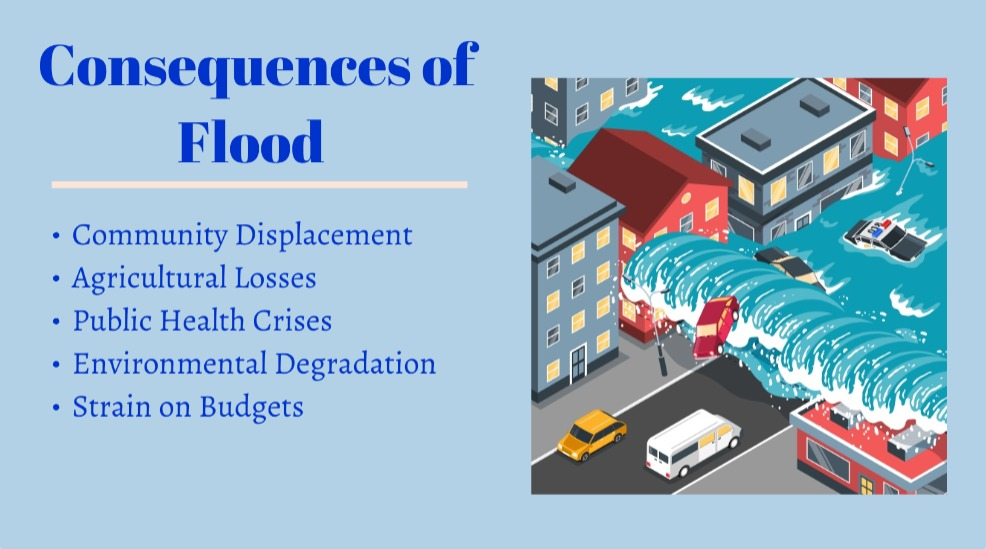 Consequences of
Flood
• Community Displacement
• Agricultural Losses
• Public Health Crises
• Environmental Degradation
• Strain on Budgets